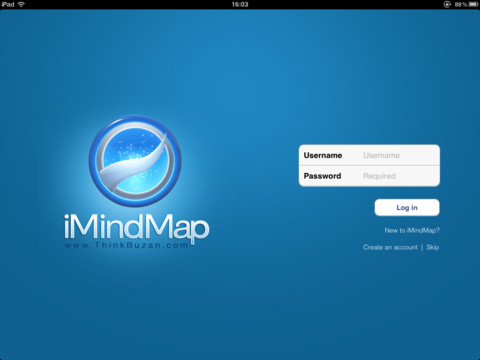 iPad 16:03 88%
iMindMap
www.ThinkBuzan.com
Username Username
Password Required
Log in
New to iMindMap?
Create an account | Skip